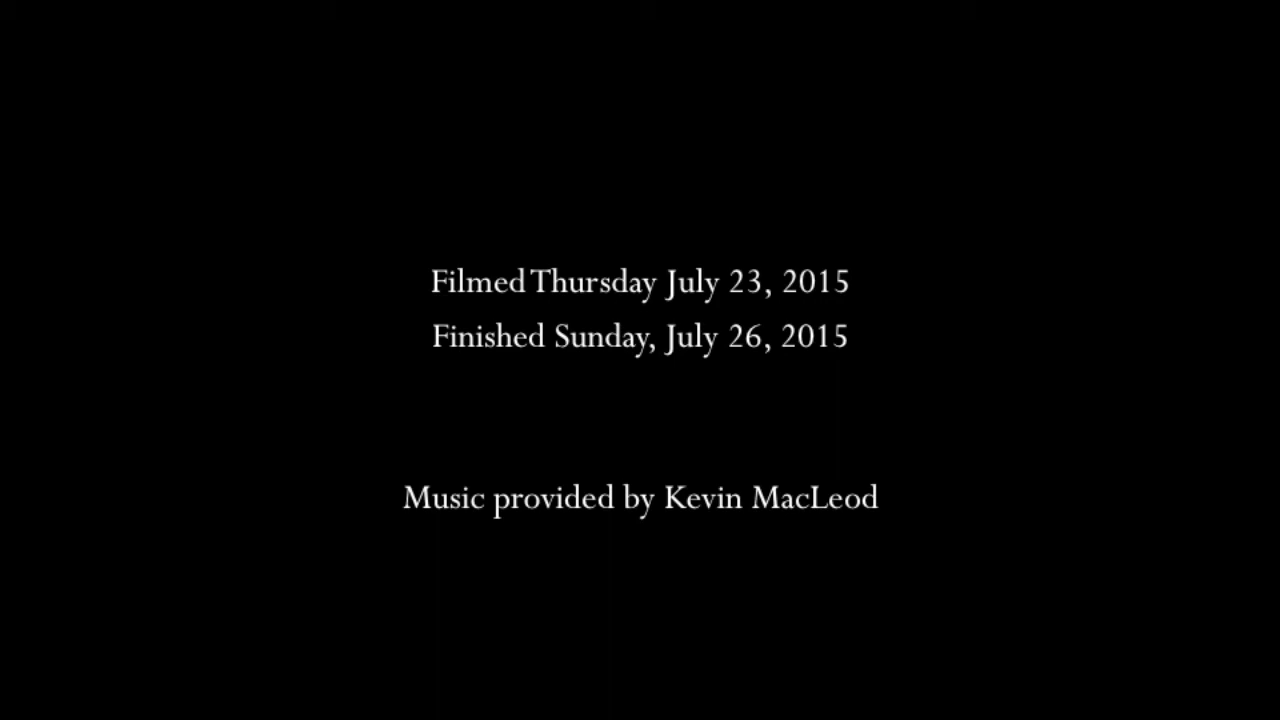 Filmed Thursday July 23, 2015
Finished Sunday, July 26, 2015
Music provided by Kevin MacLeod